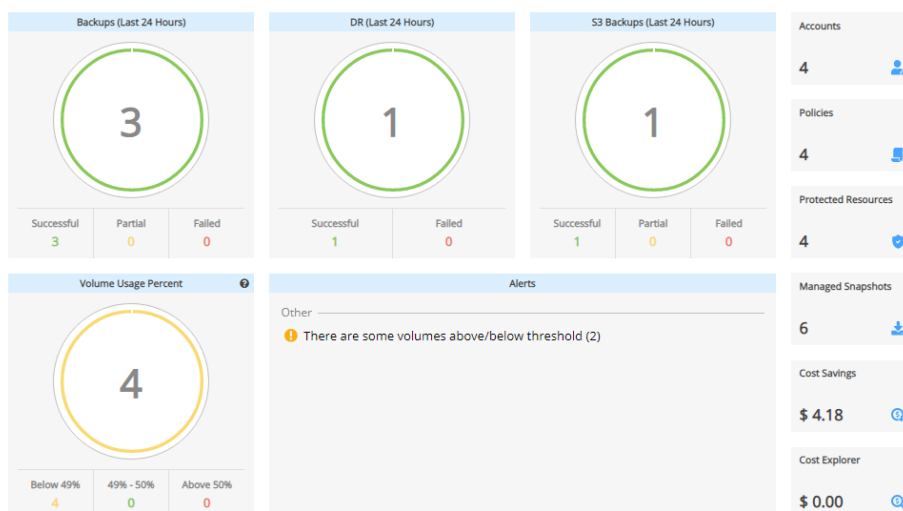 Backups (Last 24 Hours)
3
Successful Partial Failed
3 0 0
DR (Last 24 Hours)
1
Successful Failed
1 0
S3 Backups (Last 24 Hours)
1
Successful Partial Failed
1 0 0
Accounts
4
Policies
4
Protected Resources
4
Volume Usage Percent
4
Below 49% 49% - 50% Above 50%
4 0 0
Alerts
Other
There are some volumes above/below threshold (2)
Managed Snapshots
6
Cost Savings
$ 4.18
Cost Explorer
$ 0.00